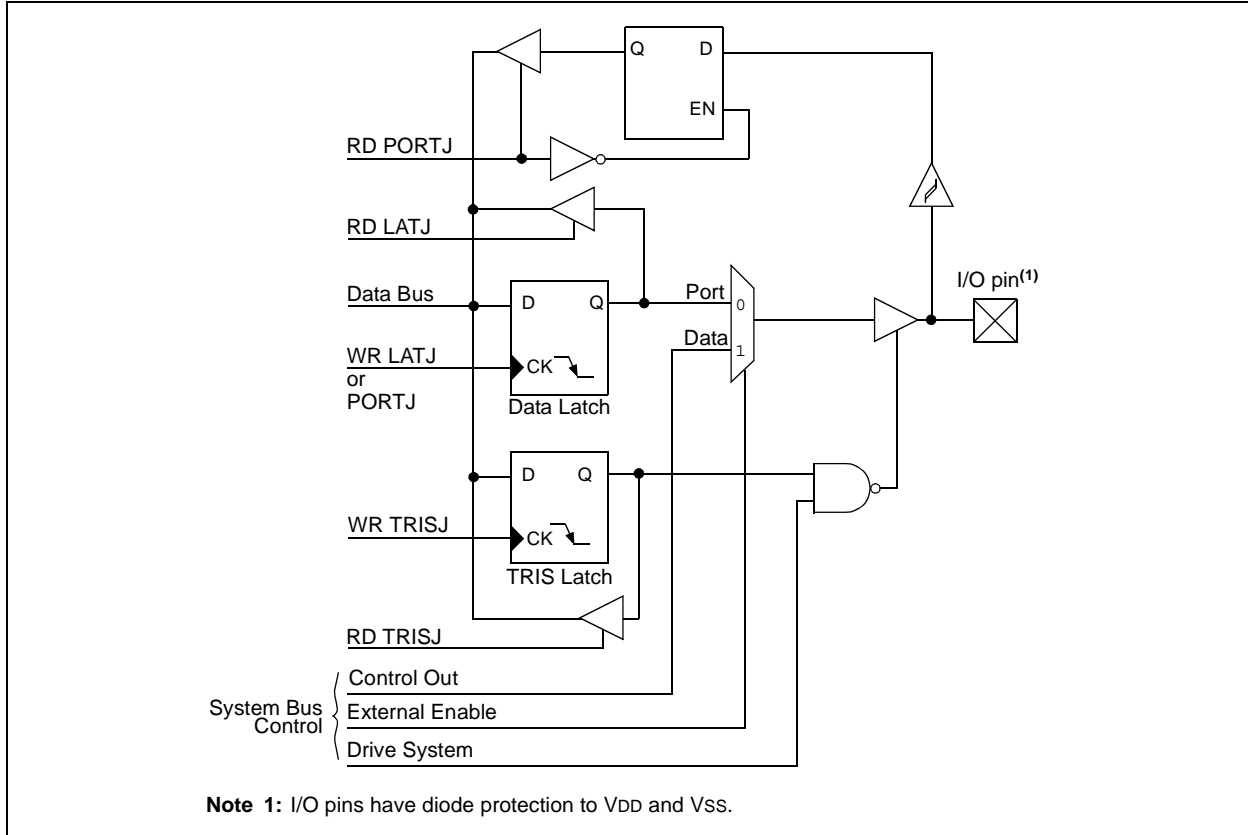 Q D
EN
RD PORTJ
RD LATJ
I/O pin(1)
Data Bus
D Q
Port
0
Data
1
WR LATJ
or
PORTJ
CK
Data Latch
D Q
WR TRISJ
CK
TRIS Latch
RD TRISJ
System Bus
Control
Control Out
External Enable
Drive System
Note 1: I/O pins have diode protection to VDD and VSS.